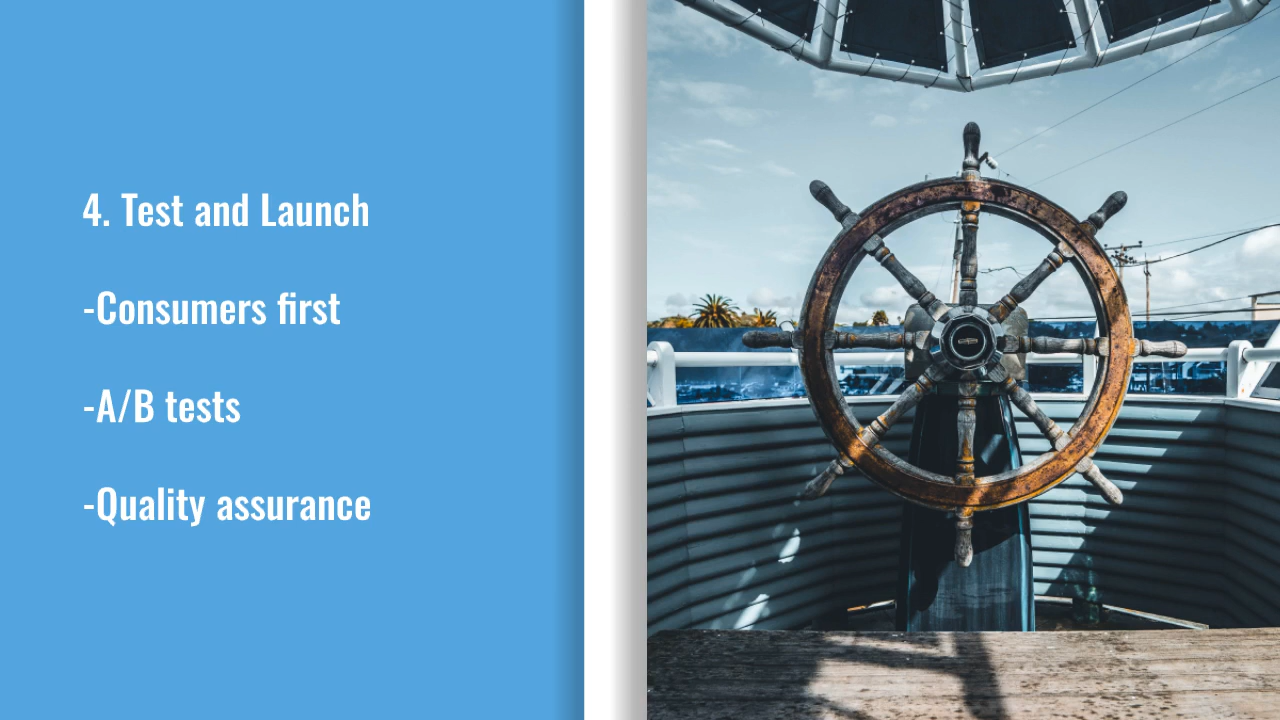 4. Test and Launch
-Consumers first
-A/B tests
-Quality assurance